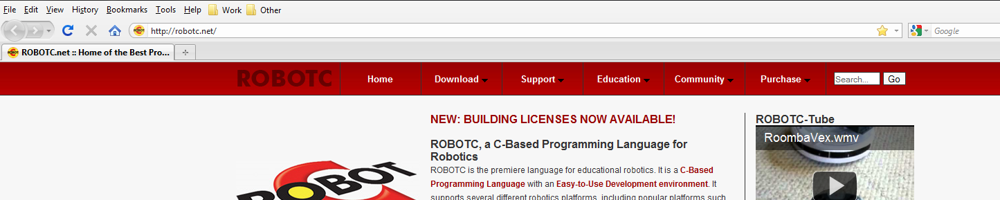 File Edit View History Bookmarks Tools Help Work Other
http://robotc.net/ Google
ROBOTC.net :: Home of the Best Pro...
ROBOTC Home Download Support Education Community Purchase Search... Go
NEW: BUILDING LICENSES NOW AVAILABLE!
ROBOTC, a C-Based Programming Language for
Robotics
ROBOTC is the premiere language for educational robotics. It is a C-Based
Programming Language with an Easy-to-Use Development environment. It
supports several different robotics platforms, including popular platforms such
ROBOTC-Tube
RoombaVex.wmv
ROBOT